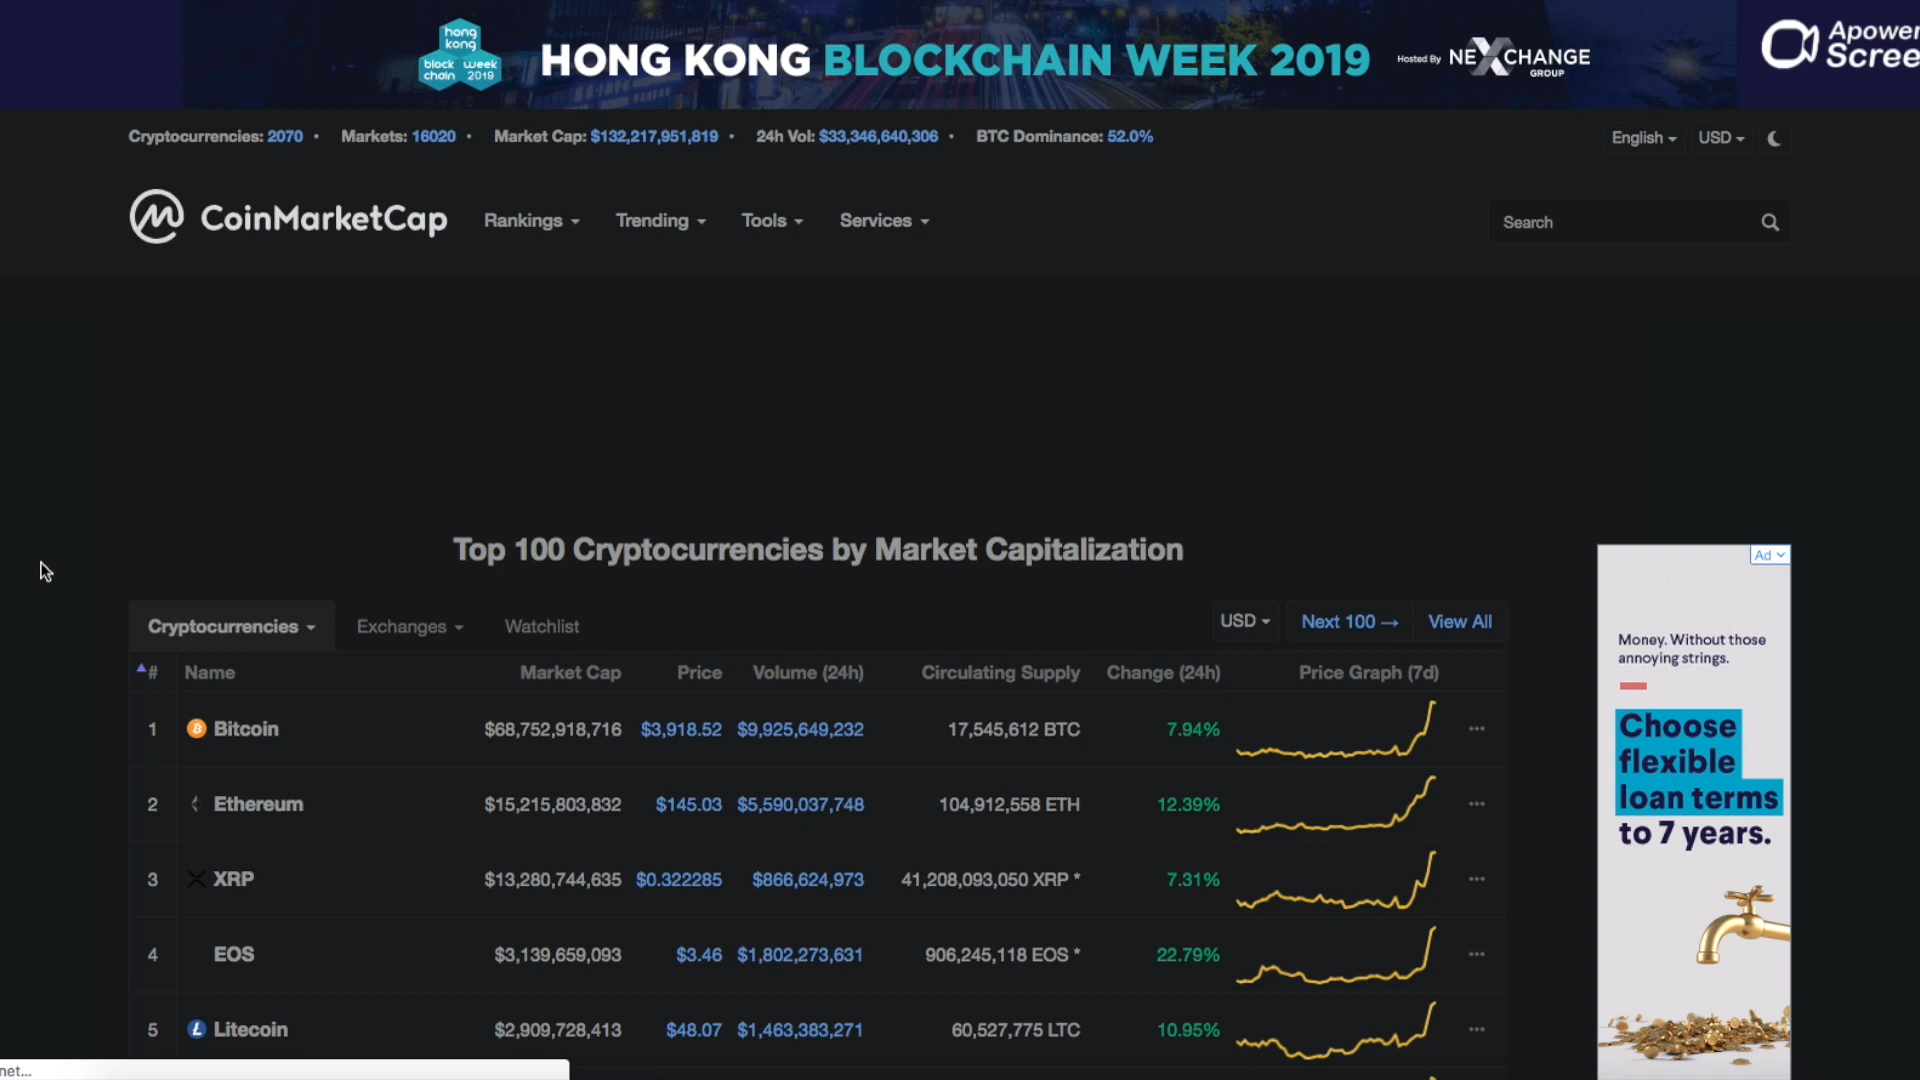 hong
kong
block week
chain 2019
HONG KONG BLOCKCHAIN WEEK 2019
Hosted By NEXCHANGE
GROUP
Apower
Scree
Cryptocurrencies: 2070 • Markets: 16020 • Market Cap: $132,217,951,819 • 24h Vol: $33,346,640,306 • BTC Dominance: 52.0%
English USD
CoinMarketCap Rankings Trending Tools Services Search
Top 100 Cryptocurrencies by Market Capitalization
Cryptocurrencies Exchanges Watchlist USD Next 100 → View All
# Name Market Cap Price Volume (24h) Circulating Supply Change (24h) Price Graph (7d)
1 Bitcoin $68,752,918,716 $3,918.52 $9,925,649,232 17,545,612 BTC 7.94%
2 Ethereum $15,215,803,832 $145.03 $5,590,037,748 104,912,558 ETH 12.39%
3 XRP $13,280,744,635 $0.322285 $866,624,973 41,208,093,050 XRP * 7.31%
4 EOS $3,139,659,093 $3.46 $1,802,273,631 906,245,118 EOS * 22.79%
5 Litecoin $2,909,728,413 $48.07 $1,463,383,271 60,527,775 LTC 10.95%
Ad
Money. Without those
annoying strings.
Choose
flexible
loan terms
to 7 years.
net...